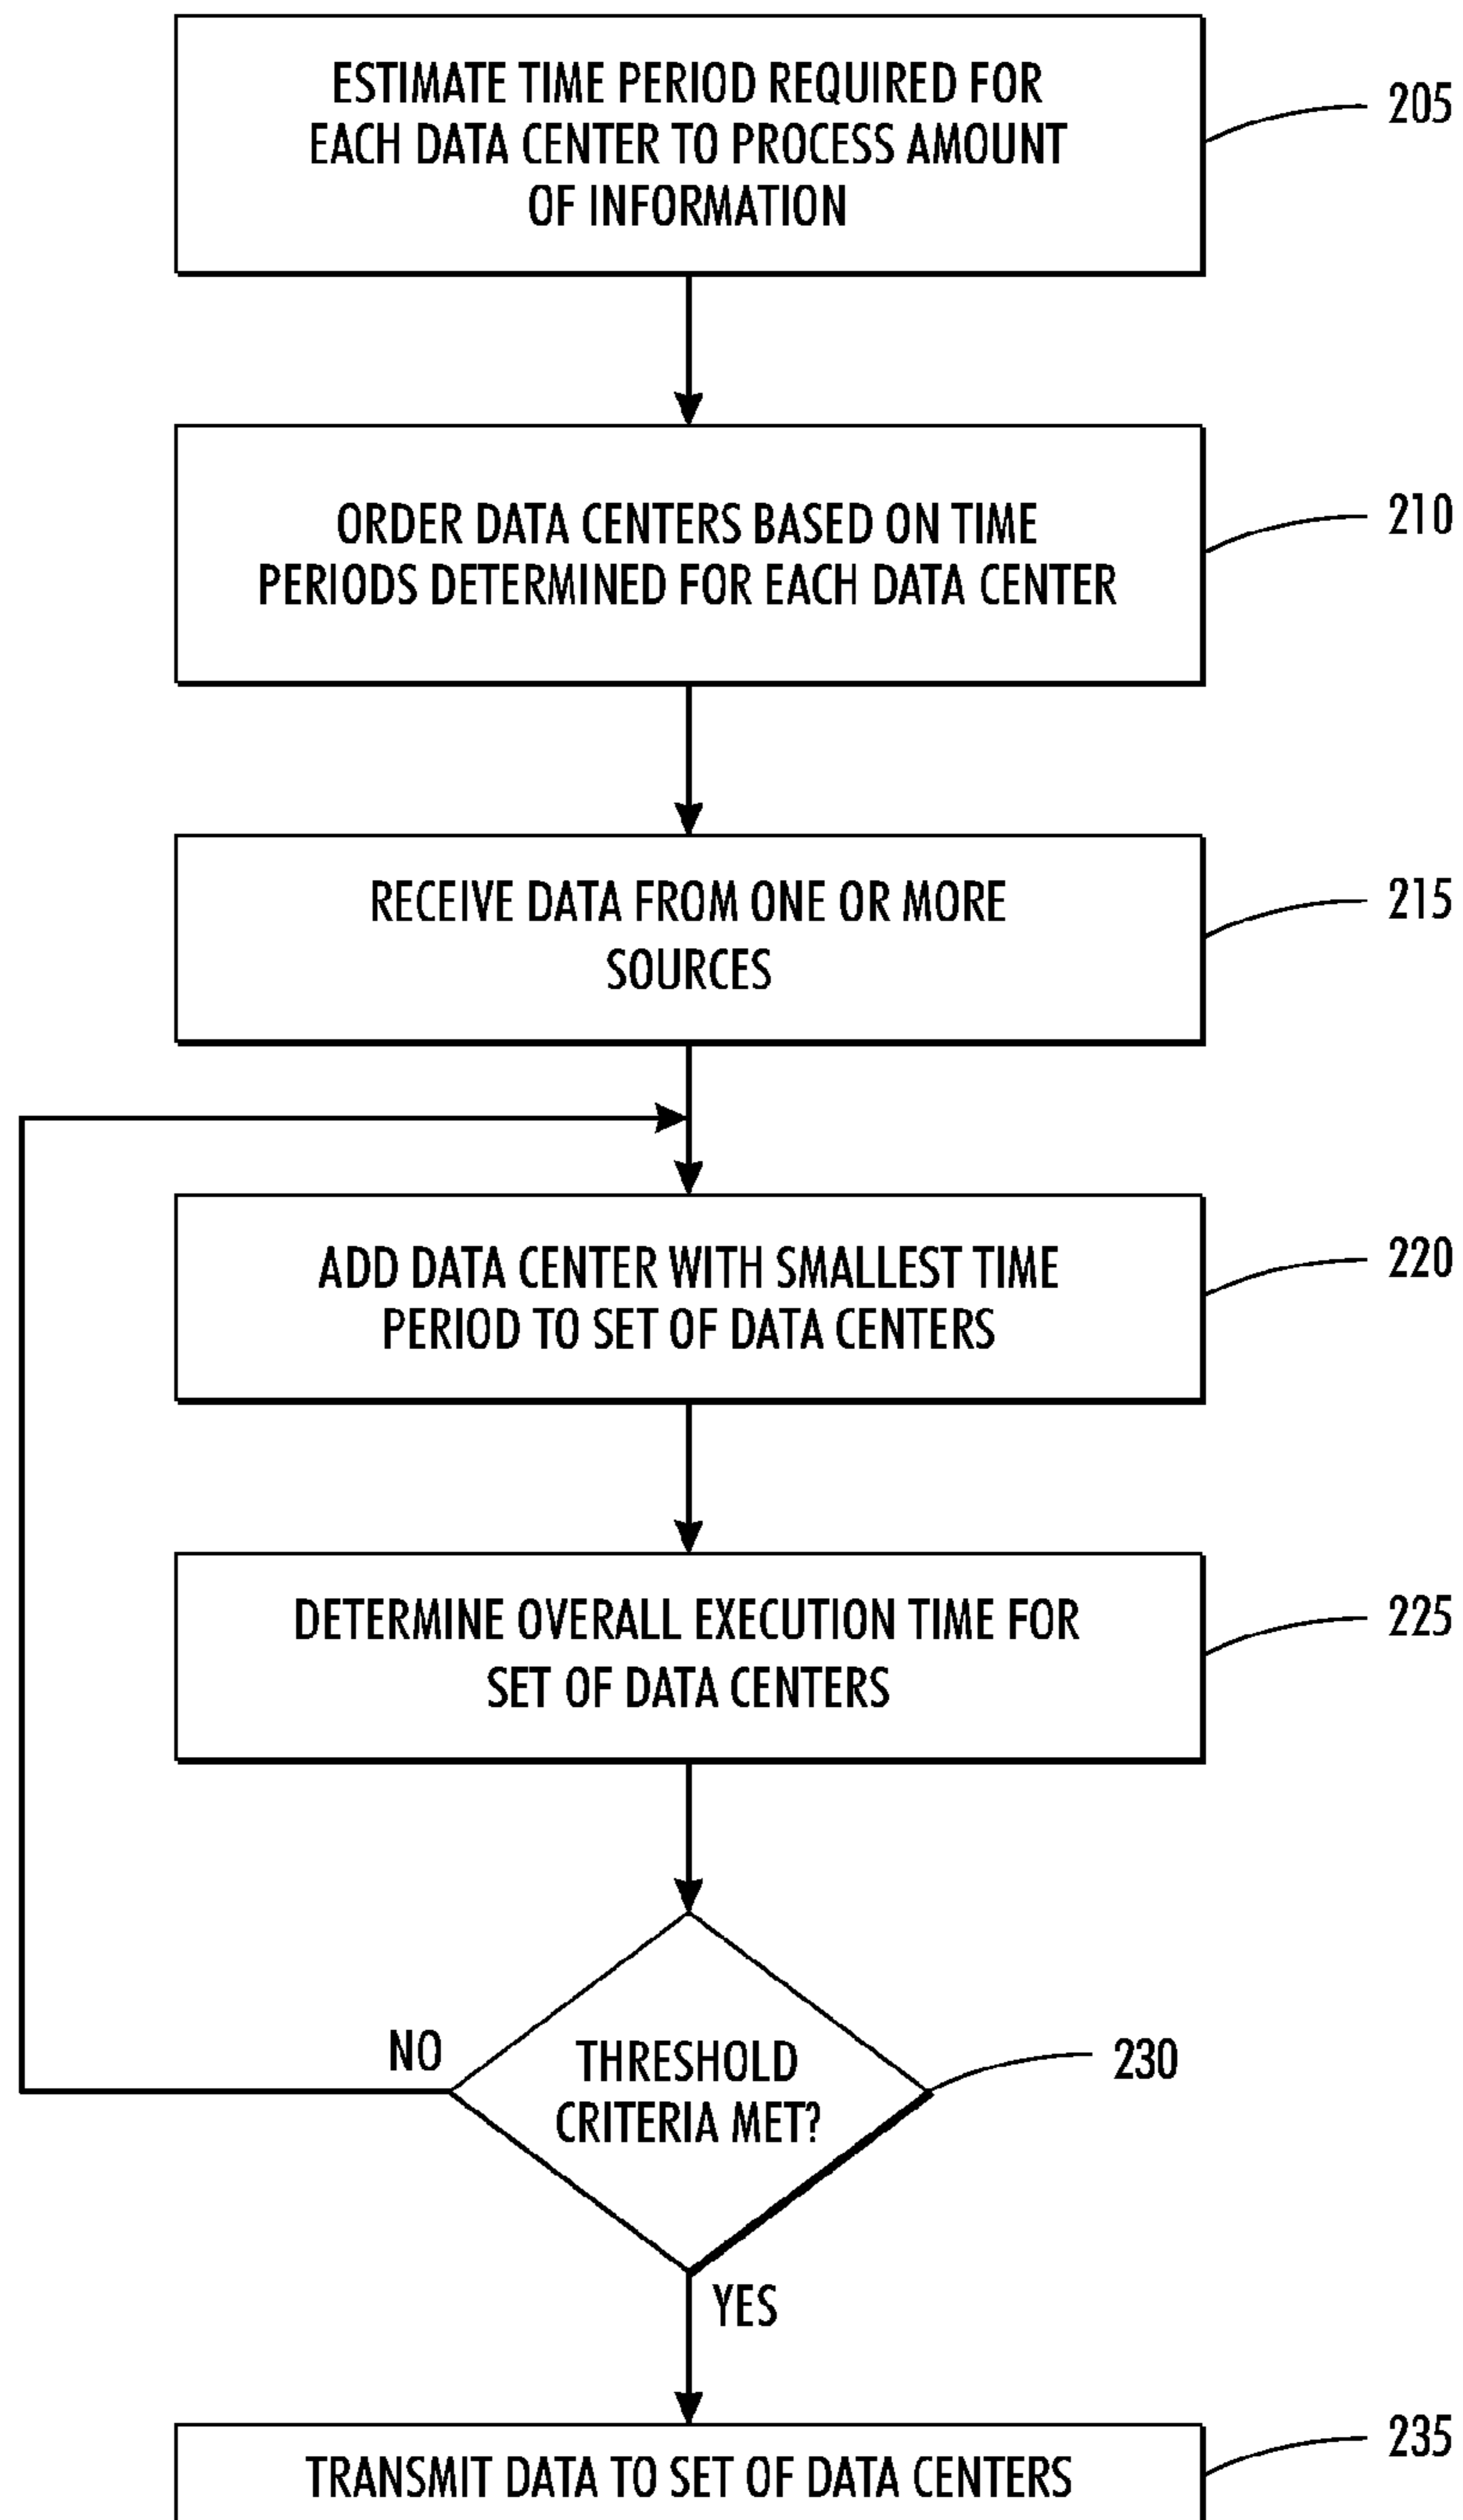 ESTIMATE TIME PERIOD REQUIRED FOR
EACH DATA CENTER TO PROCESS AMOUNT
OF INFORMATION
205
ORDER DATA CENTERS BASED ON TIME
PERIODS DETERMINED FOR EACH DATA CENTER
210
RECEIVE DATA FROM ONE OR MORE
SOURCES
215
ADD DATA CENTER WITH SMALLEST TIME
PERIOD TO SET OF DATA CENTERS
220
DETERMINE OVERALL EXECUTION TIME FOR
SET OF DATA CENTERS
225
NO
THRESHOLD
CRITERIA MET?
230
YES
TRANSMIT DATA TO SET OF DATA CENTERS
235